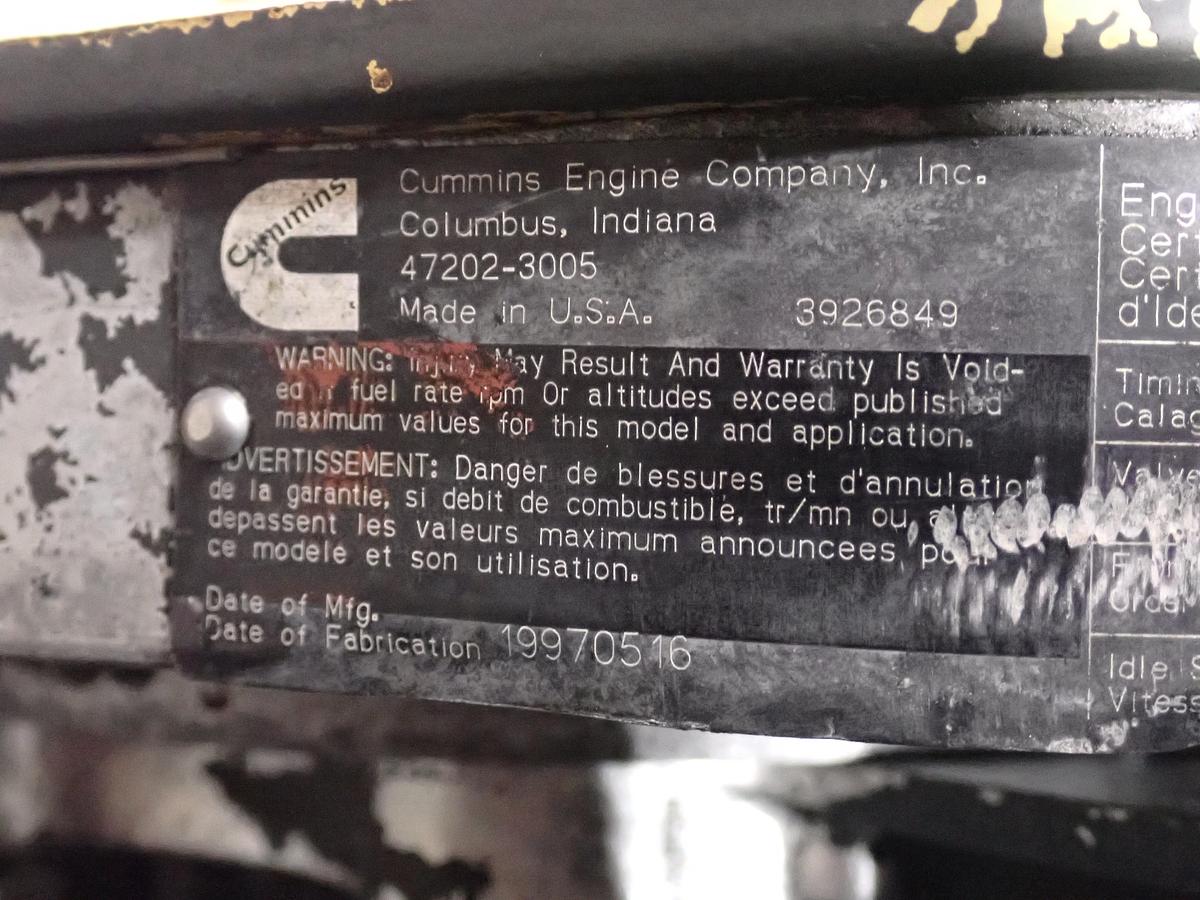 Cummins
Cummins Engine Company, Inc.
Columbus, Indiana
47202-3005
Made in U.S.A. 3926849
WARNING: Injury May Result And Warranty Is Void-
ed If fuel rate rpm Or altitudes exceed published
maximum values for this model and application.
AVERTISSEMENT: Danger de blessures et d'annulation
de la garantie, si debit de combustible, tr/mn ou
depassent les valeurs maximum announcees pour
ce modele et son utilisation.
Date of Mfg.
Date of Fabrication 19970516
Eng
Cert
Cert
d'Ide
Timin
Calag
Valve
Idle S
Vitess